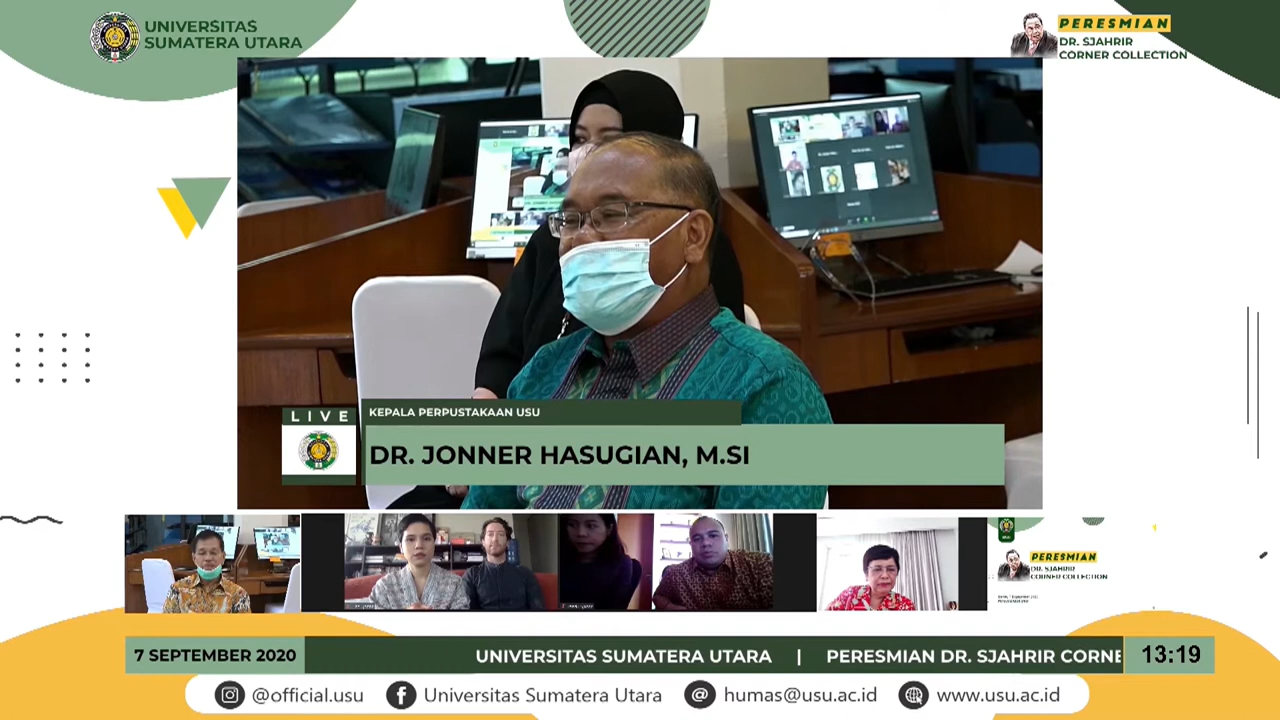 UNIVERSITAS
SUMATERA UTARA
PERESMIAN
DR. SJAHRIR
CORNER COLLECTION
LIVE
KEPALA PERPUSTAKAAN USU
DR. JONNER HASUGIAN, M.SI
PERESMIAN
DR. SJAHRIR
CORNER COLLECTION
7 SEPTEMBER 2020
UNIVERSITAS SUMATERA UTARA | PERESMIAN DR. SJAHRIR CORNE
13:19
@official.usu
Universitas Sumatera Utara
humas@usu.ac.id
www.usu.ac.id